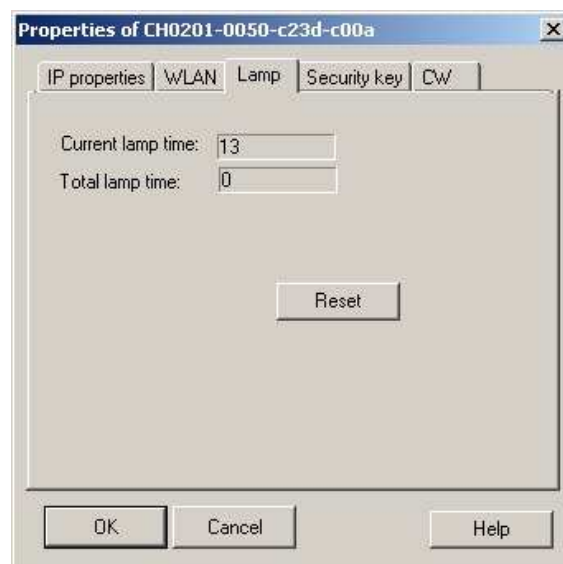 Properties of CH0201-0050-c23d-c00a
IP properties WLAN Lamp Security key CW
Current lamp time: 13
Total lamp time: 0
Reset
OK Cancel Help